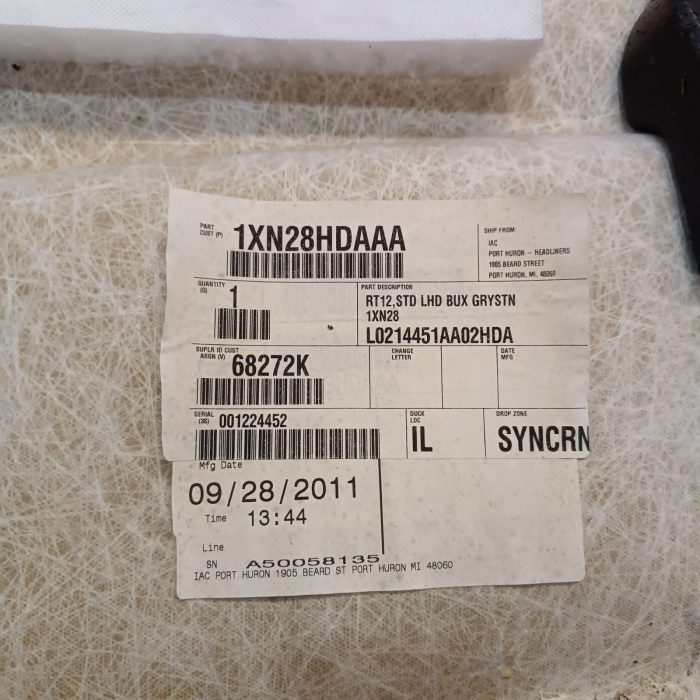 PART
CUST (P)
1XN28HDAAA
SHIP FROM:
IAC
PORT HURON - HEADLINERS
1905 BEARD STREET
PORT HURON, MI. 48060
QUANTITY
(Q)
1
PART DESCRIPTION
RT12,STD LHD BUX GRYSTN
1XN28
L0214451AA02HDA
SUPLR ID CUST
ASGN (V)
68272K
CHANGE
LETTER
DATE
MFG
SERIAL
(3S)
001224452
DOCK
LOC
IL
DROP ZONE
SYNCRN
Mfg Date
09/28/2011
Time 13:44
Line
SN A50058135
IAC PORT HURON 1905 BEARD ST PORT HURON MI 48060